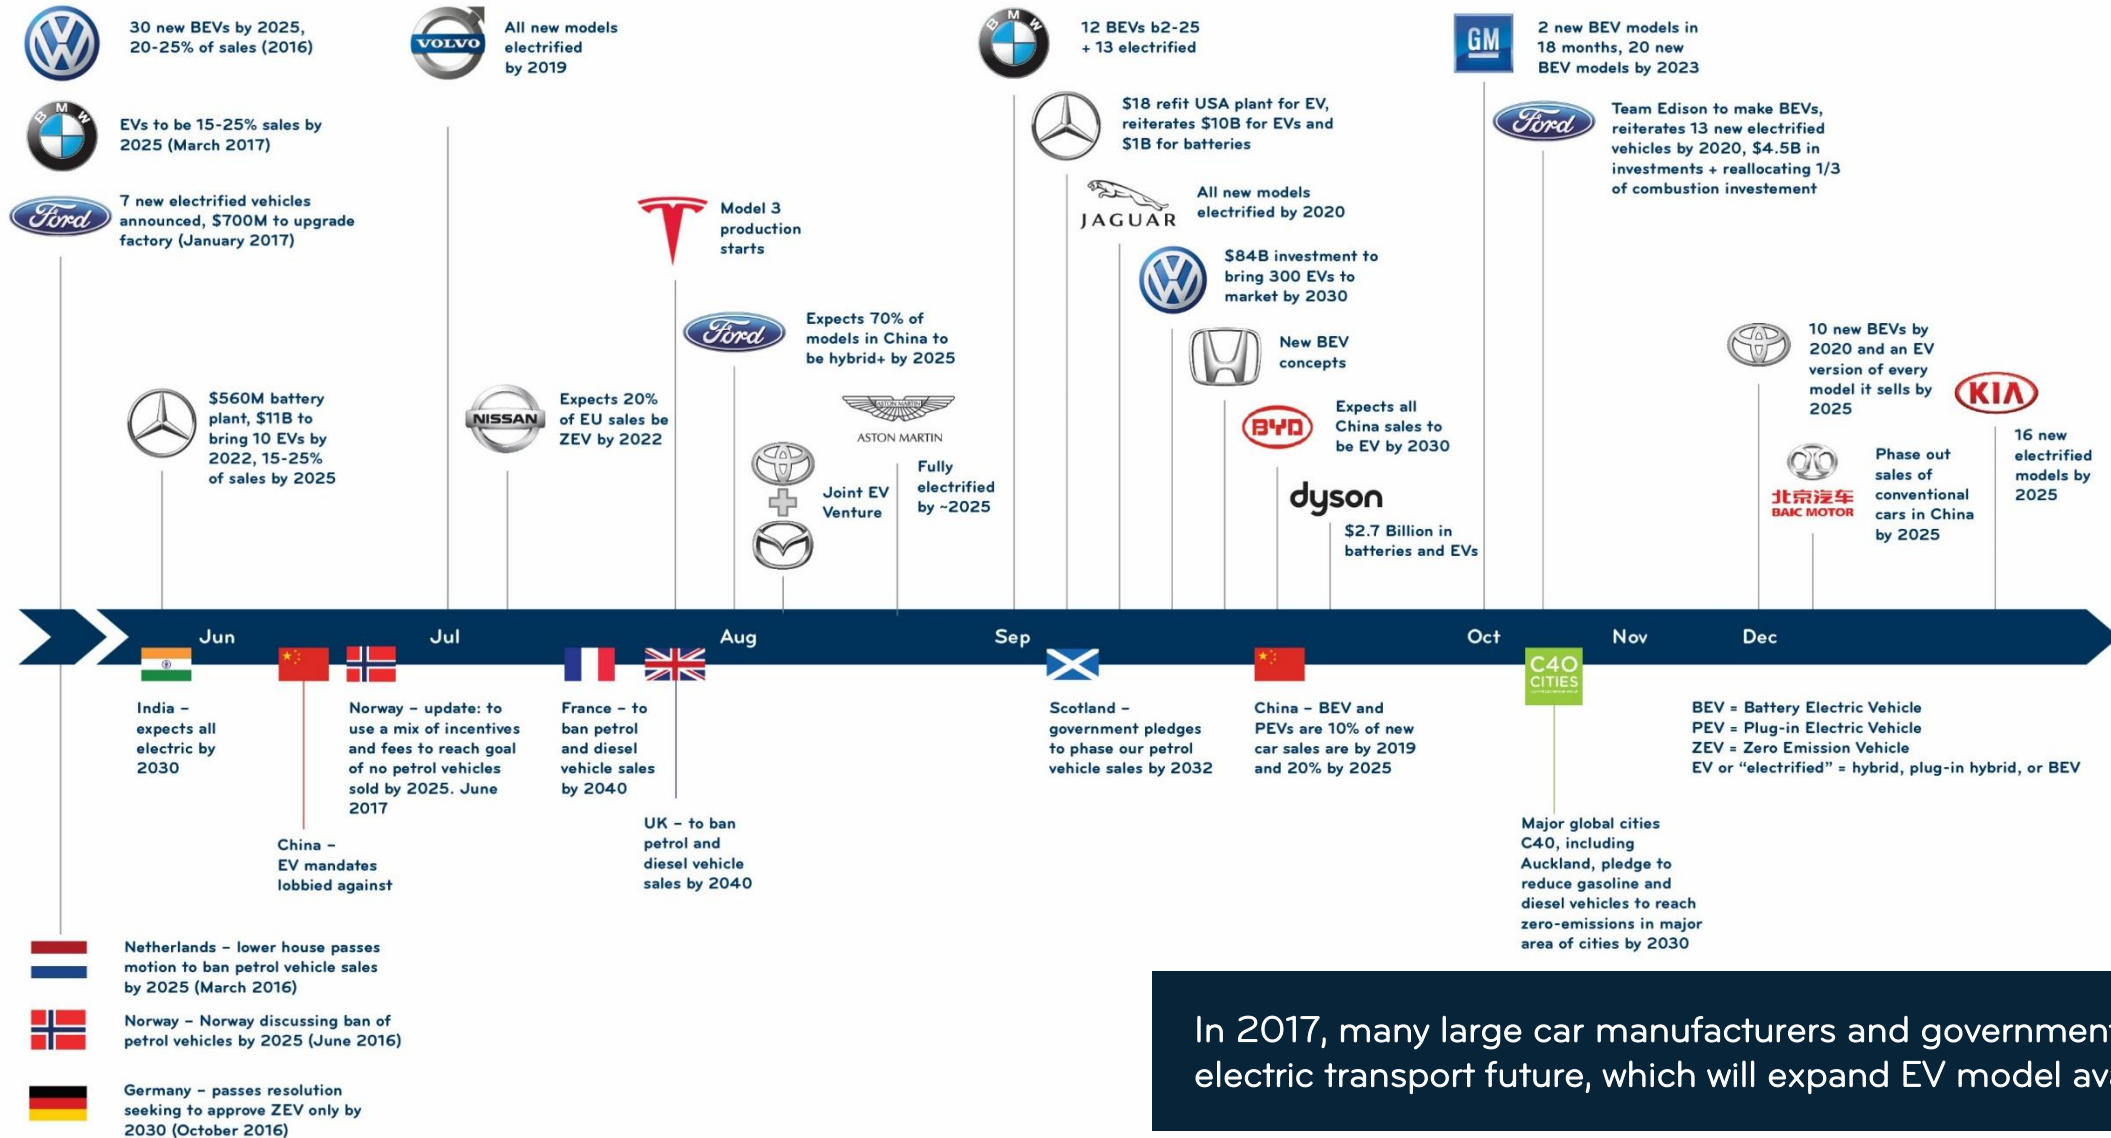 30 new BEVs by 2025,
20-25% of sales (2016)
BMW
EVs to be 15-25% sales by
2025 (March 2017)
Ford
7 new electrified vehicles
announced, $700M to upgrade
factory (January 2017)
$560M battery
plant, $11B to
bring 10 EVs by
2022, 15-25%
of sales by 2025
VOLVO
All new models
electrified
by 2019
NISSAN
Expects 20%
of EU sales be
ZEV by 2022
Model 3
production
starts
Ford
Expects 70% of
models in China to
be hybrid+ by 2025
Joint EV
Venture
ASTON MARTIN
ASTON MARTIN
Fully
electrified
by ~2025
BMW
12 BEVs b2-25
+ 13 electrified
$18 refit USA plant for EV,
reiterates $10B for EVs and
$1B for batteries
JAGUAR
All new models
electrified by 2020
$84B investment to
bring 300 EVs to
market by 2030
New BEV
concepts
BYD
Expects all
China sales to
be EV by 2030
dyson
$2.7 Billion in
batteries and EVs
GM
2 new BEV models in
18 months, 20 new
BEV models by 2023
Ford
Team Edison to make BEVs,
reiterates 13 new electrified
vehicles by 2020, $4.5B in
investments + reallocating 1/3
of combustion investement
10 new BEVs by
2020 and an EV
version of every
model it sells by
2025
北京汽车
BAIC MOTOR
Phase out
sales of
conventional
cars in China
by 2025
KIA
16 new
electrified
models by
2025
Jun
Jul
Aug
Sep
Oct
Nov
Dec
India –
expects all
electric by
2030
China –
EV mandates
lobbied against
Norway – update: to
use a mix of incentives
and fees to reach goal
of no petrol vehicles
sold by 2025. June
2017
France – to
ban petrol
and diesel
vehicle sales
by 2040
UK – to ban
petrol and
diesel vehicle
sales by 2040
Scotland –
government pledges
to phase our petrol
vehicle sales by 2032
China – BEV and
PEVs are 10% of new
car sales are by 2019
and 20% by 2025
C40
CITIES
Major global cities
C40, including
Auckland, pledge to
reduce gasoline and
diesel vehicles to reach
zero-emissions in major
area of cities by 2030
BEV = Battery Electric Vehicle
PEV = Plug-in Electric Vehicle
ZEV = Zero Emission Vehicle
EV or “electrified” = hybrid, plug-in hybrid, or BEV
Netherlands – lower house passes
motion to ban petrol vehicle sales
by 2025 (March 2016)
Norway – Norway discussing ban of
petrol vehicles by 2025 (June 2016)
Germany – passes resolution
seeking to approve ZEV only by
2030 (October 2016)
In 2017, many large car manufacturers and government
electric transport future, which will expand EV model ava